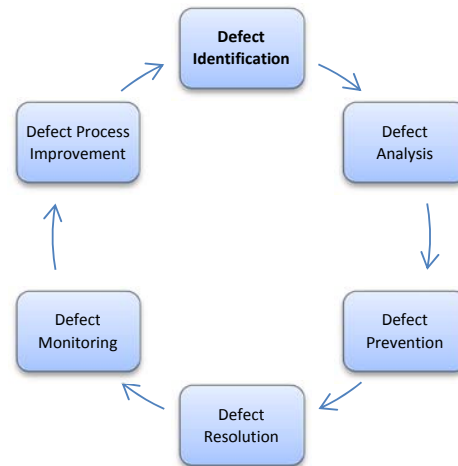 Defect
Identification
Defect
Analysis
Defect
Prevention
Defect
Resolution
Defect
Monitoring
Defect Process
Improvement